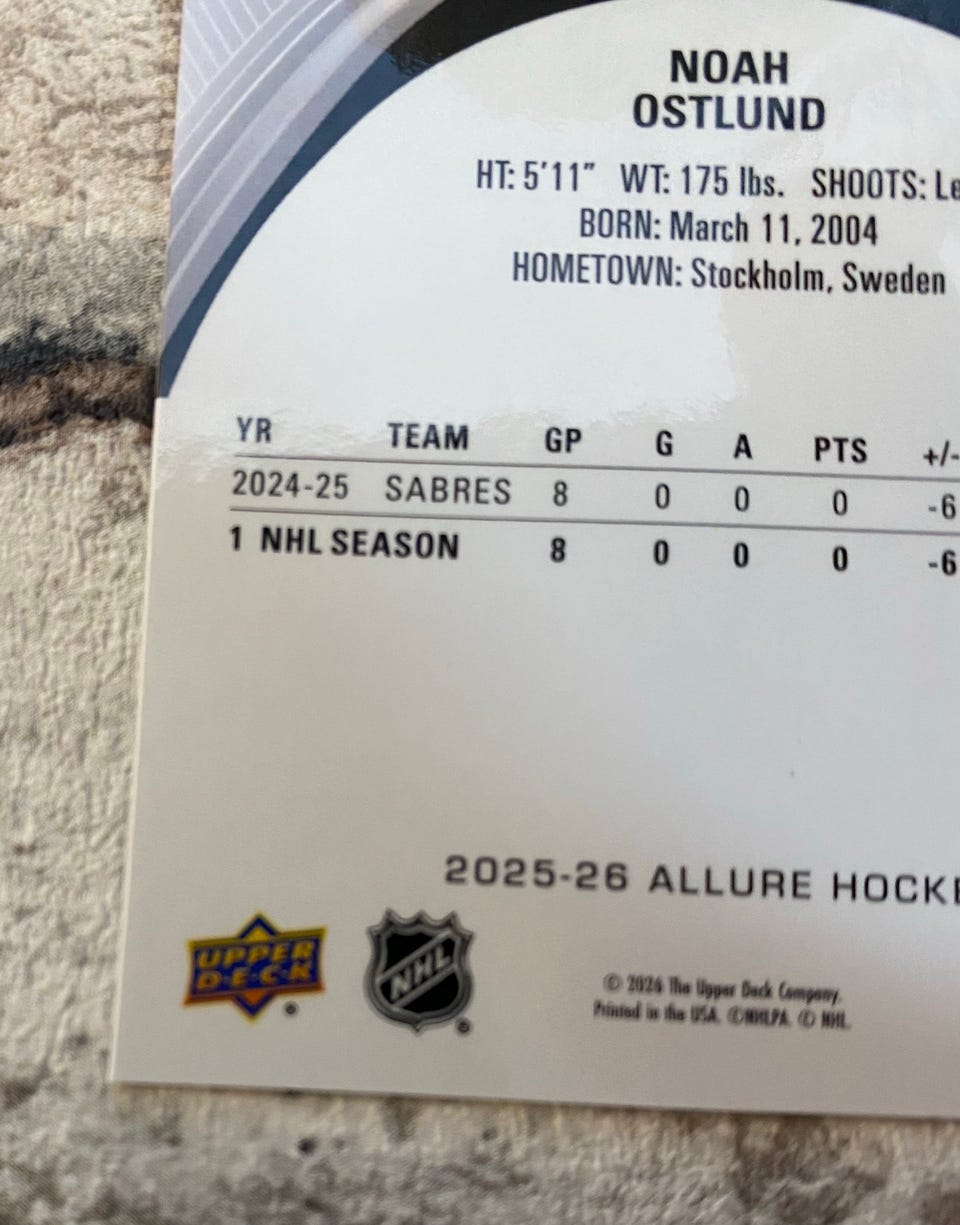 NOAH
OSTLUND
HT: 5'11" WT: 175 lbs. SHOOTS: Le
BORN: March 11, 2004
HOMETOWN: Stockholm, Sweden
YR TEAM GP G A PTS +/-
2024-25 SABRES 8 0 0 0 -6
1 NHL SEASON 8 0 0 0 -6
2025-26 ALLURE HOCKE
UPPER
D·E·C·K
NHL
© 2026 The Upper Deck Company.
Printed in the USA. ©NHLPA. © NHL.